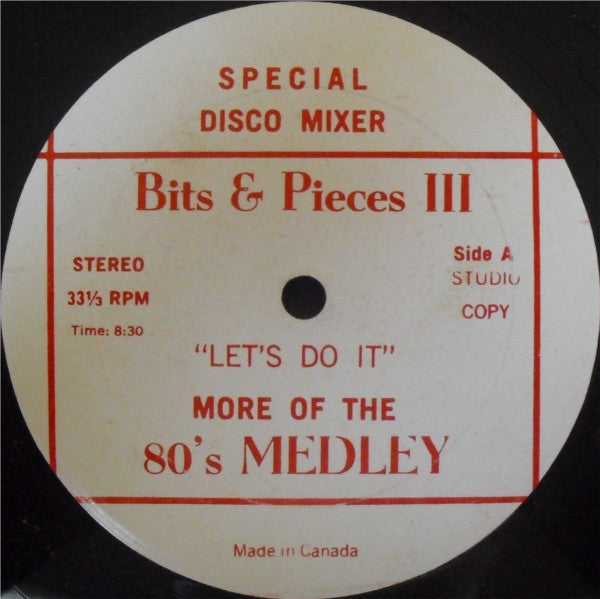 SPECIAL
DISCO MIXER
Bits & Pieces III
STEREO
33⅓ RPM
Time: 8:30
Side A
STUDIO
COPY
"LET'S DO IT"
MORE OF THE
80's MEDLEY
Made in Canada